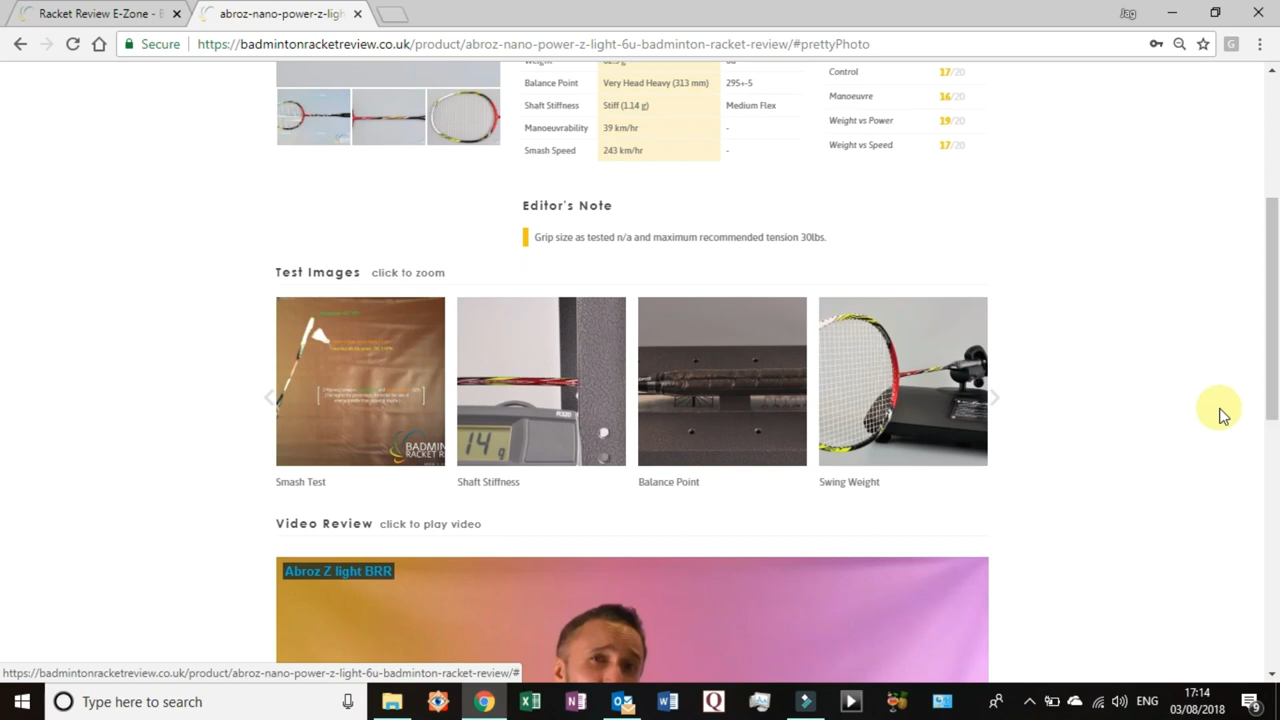 Racket Review E-Zone - B
abroz-nano-power-z-light-
Jag
Secure
https://badmintonracketreview.co.uk/product/abroz-nano-power-z-light-6u-badminton-racket-review/#prettyPhoto
Balance Point Very Head Heavy (313 mm) 295+-5
Shaft Stiffness Stiff (1.14 g) Medium Flex
Manoeuvrability 39 km/hr -
Smash Speed 243 km/hr -
Control 17/20
Manoeuvre 16/20
Weight vs Power 19/20
Weight vs Speed 17/20
Editor's Note
Grip size as tested n/a and maximum recommended tension 30lbs.
Test Images click to zoom
BADMIN
RACKET RE
14 g
Smash Test
Shaft Stiffness
Balance Point
Swing Weight
Video Review click to play video
Abroz Z light BRR
https://badmintonracketreview.co.uk/product/abroz-nano-power-z-light-6u-badminton-racket-review/#
Type here to search
ENG
17:14
03/08/2018